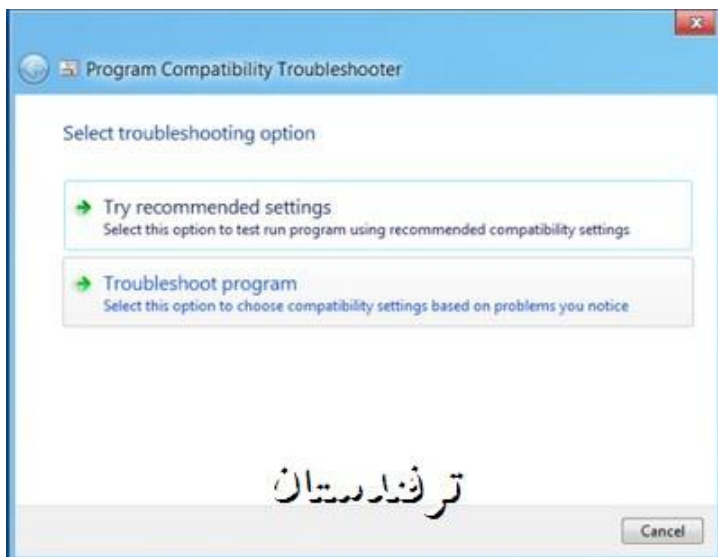 Program Compatibility Troubleshooter
Select troubleshooting option
Try recommended settings
Select this option to test run program using recommended compatibility settings
Troubleshoot program
Select this option to choose compatibility settings based on problems you notice
ترفندستان
Cancel